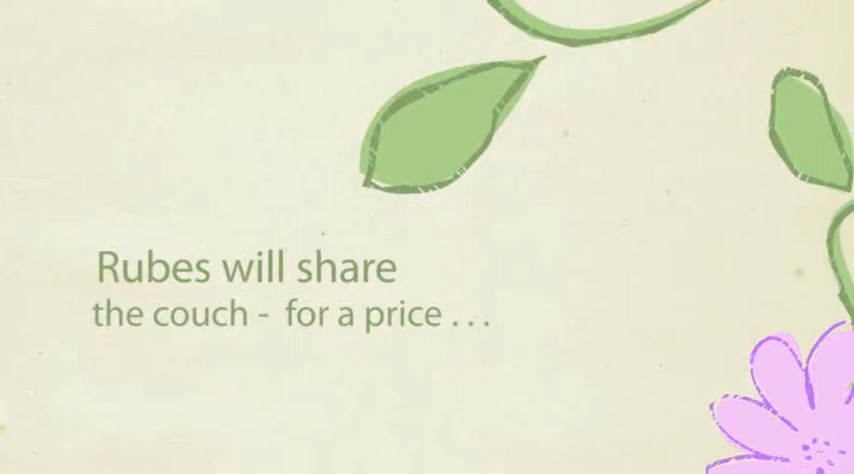 Rubes will share
the couch -  for a price . . .